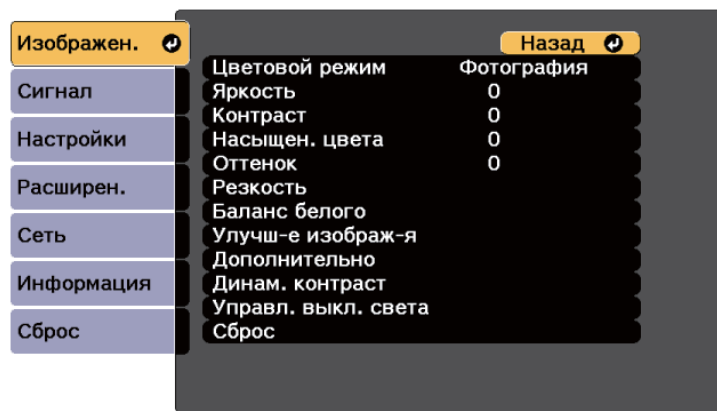 Изображен.
Сигнал
Настройки
Расширен.
Сеть
Информация
Сброс
Назад
Цветовой режим Фотография
Яркость 0
Контраст 0
Насыщен. цвета 0
Оттенок 0
Резкость
Баланс белого
Улучш-е изображ-я
Дополнительно
Динам. контраст
Управл. выкл. света
Сброс